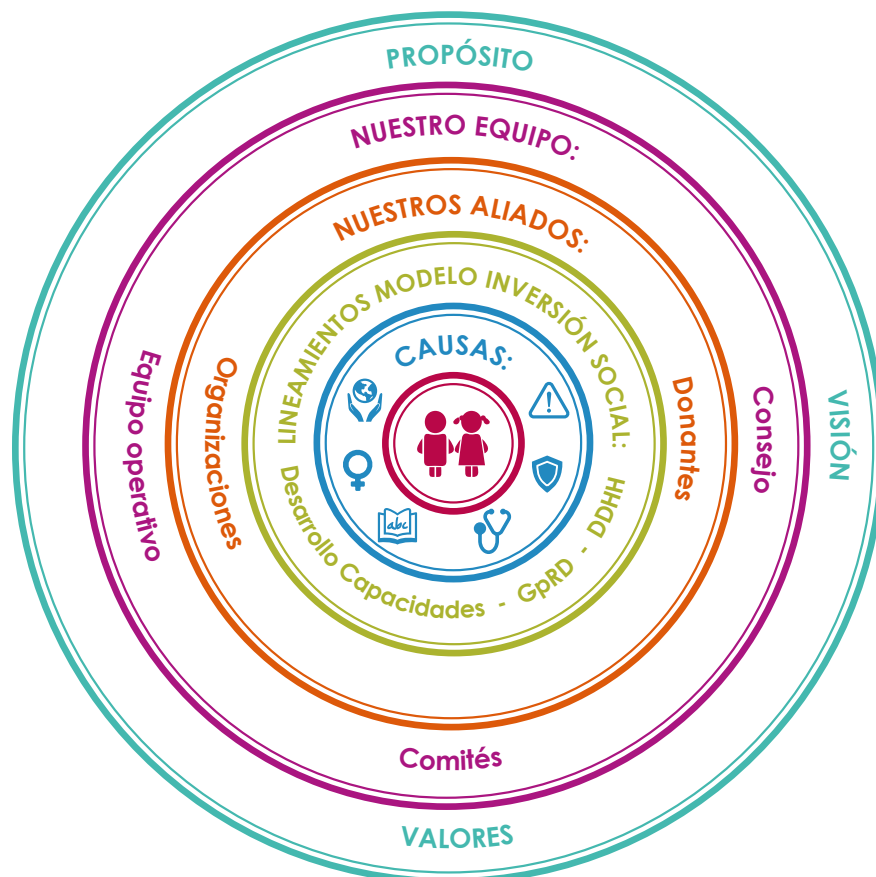 PROPÓSITO
VISIÓN
VALORES
NUESTRO EQUIPO:
Equipo operativo
Consejo
Comités
NUESTROS ALIADOS:
Organizaciones
Donantes
LINEAMIENTOS MODELO INVERSIÓN SOCIAL:
Desarrollo Capacidades - GpRD - DDHH
CAUSAS:
abc